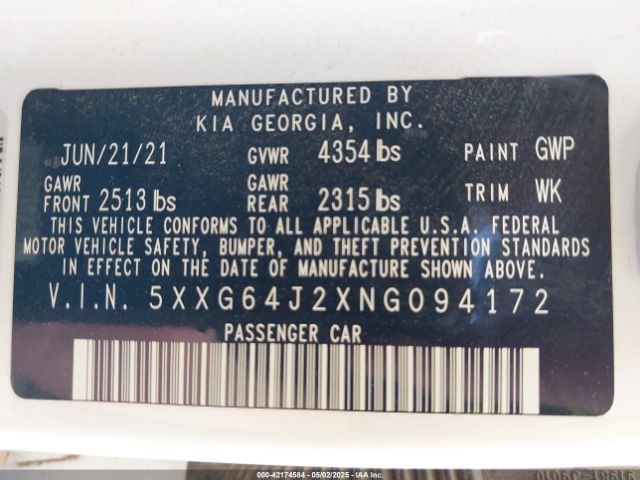 MANUFACTURED BY
KIA GEORGIA, INC.
JUN/21/21 GVWR 4354 lbs PAINT GWP
GAWR FRONT 2513 lbs GAWR REAR 2315 lbs TRIM WK
THIS VEHICLE CONFORMS TO ALL APPLICABLE U.S.A. FEDERAL
MOTOR VEHICLE SAFETY, BUMPER, AND THEFT PREVENTION STANDARDS
IN EFFECT ON THE DATE OF MANUFACTURE SHOWN ABOVE.
V.I.N. 5XXG64J2XNG094172
PASSENGER CAR
000-42174584 - 05/02/2025 - IAAI.COM